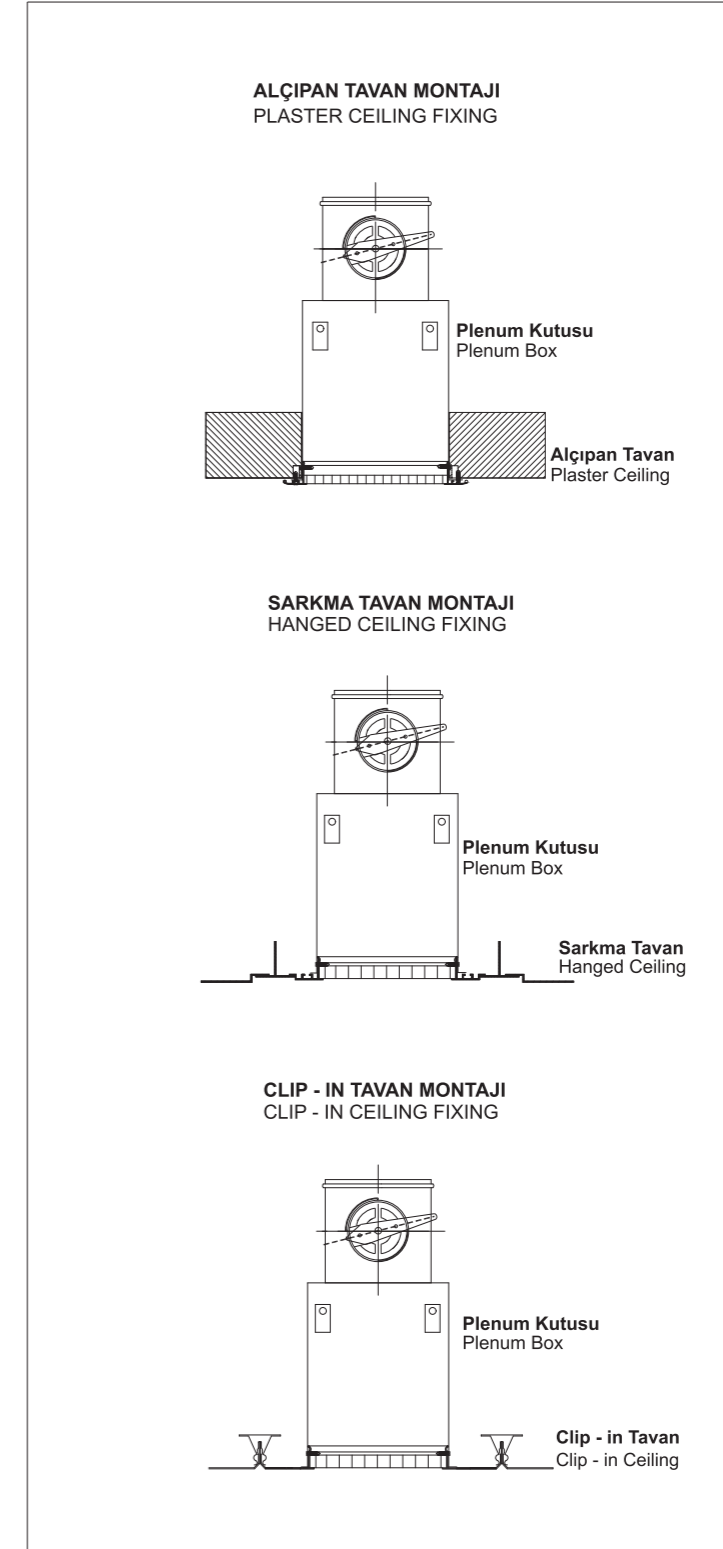 ALÇIPAN TAVAN MONTAJI
PLASTER CEILING FIXING
Plenum Kutusu
Plenum Box
Alçıpan Tavan
Plaster Ceiling
SARKMA TAVAN MONTAJI
HANGED CEILING FIXING
Plenum Kutusu
Plenum Box
Sarkma Tavan
Hanged Ceiling
CLIP - IN TAVAN MONTAJI
CLIP - IN CEILING FIXING
Plenum Kutusu
Plenum Box
Clip - in Tavan
Clip - in Ceiling